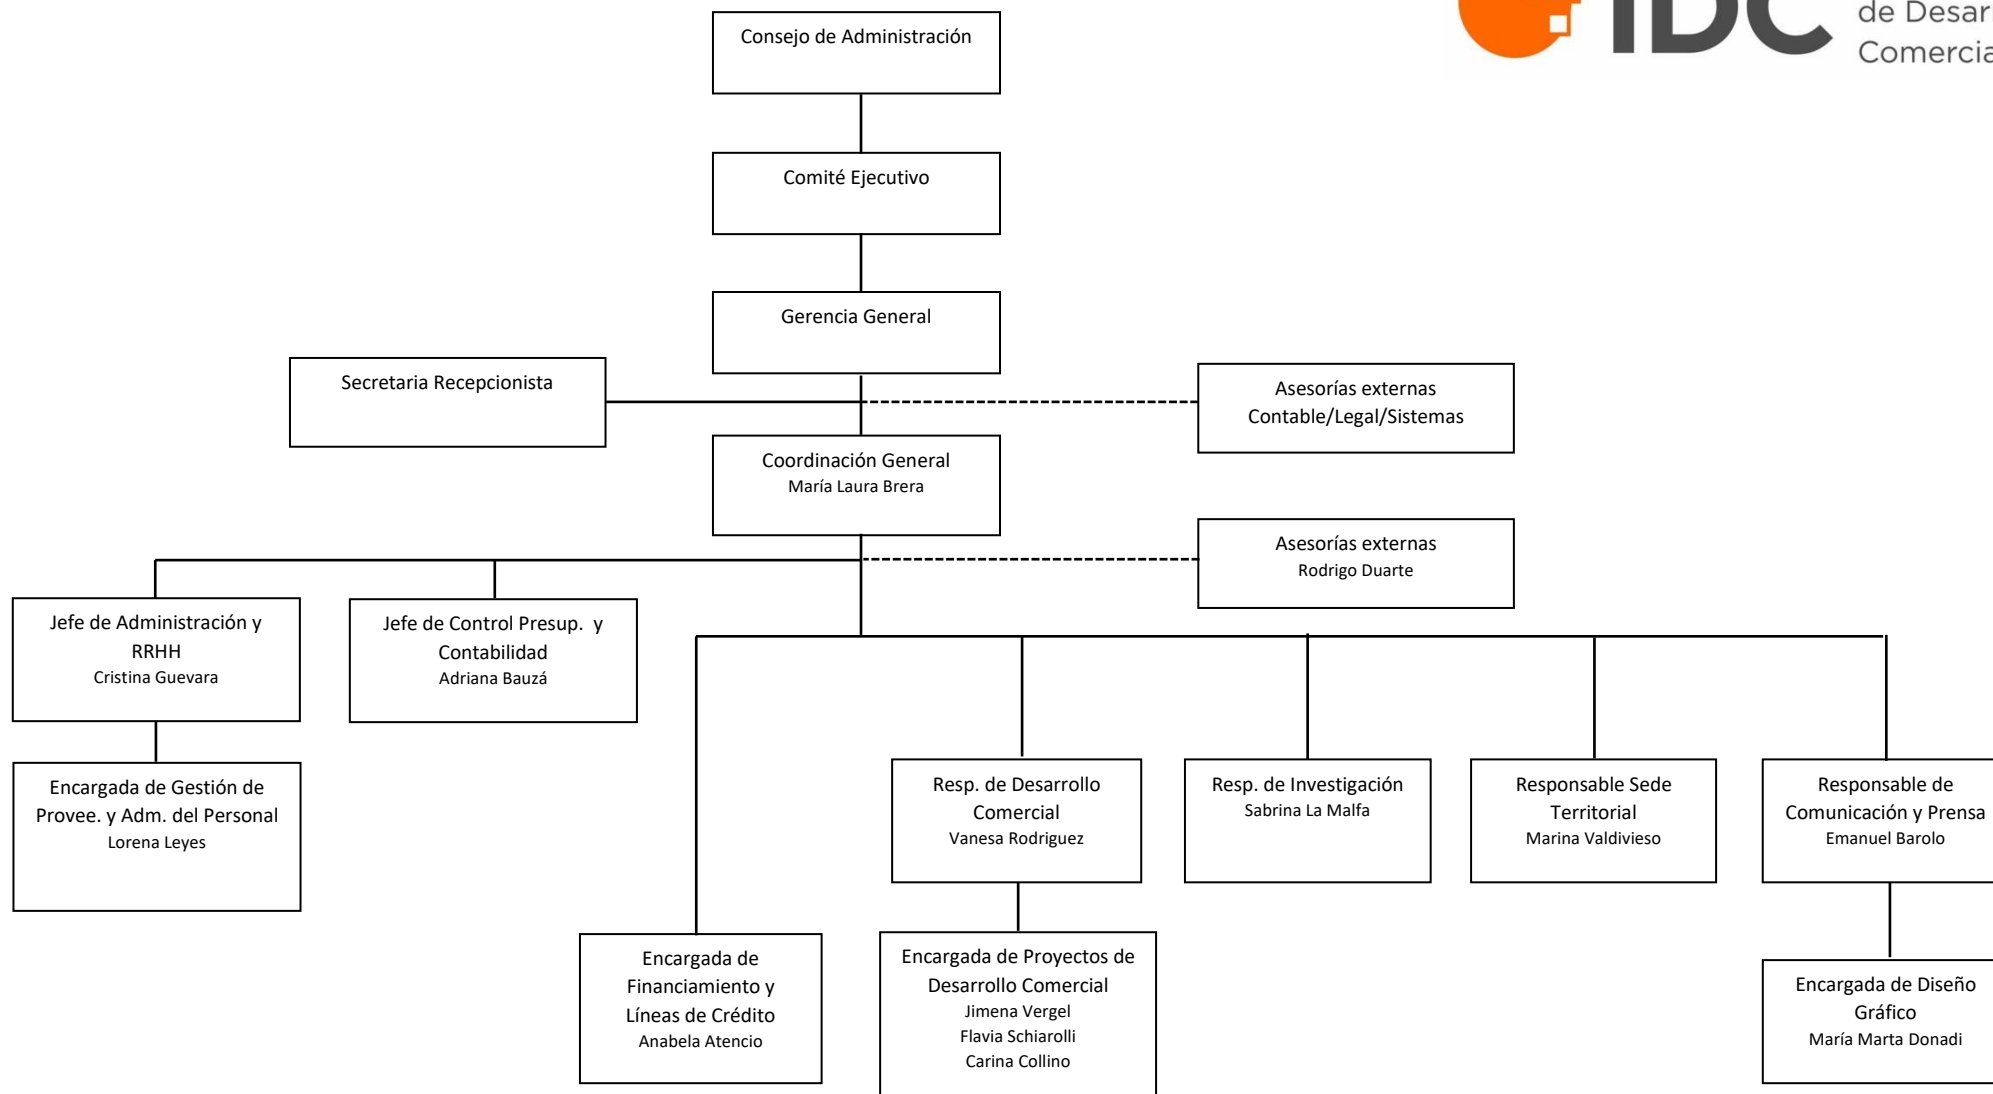 IDC
de Desarr
Comercia
Consejo de Administración
Comité Ejecutivo
Gerencia General
Secretaria Recepcionista
Asesorías externas
Contable/Legal/Sistemas
Coordinación General
María Laura Brera
Asesorías externas
Rodrigo Duarte
Jefe de Administración y
RRHH
Cristina Guevara
Jefe de Control Presup. y
Contabilidad
Adriana Bauzá
Encargada de Gestión de
Provee. y Adm. del Personal
Lorena Leyes
Resp. de Desarrollo
Comercial
Vanesa Rodriguez
Resp. de Investigación
Sabrina La Malfa
Responsable Sede
Territorial
Marina Valdivieso
Responsable de
Comunicación y Prensa
Emanuel Barolo
Encargada de
Financiamiento y
Líneas de Crédito
Anabela Atencio
Encargada de Proyectos de
Desarrollo Comercial
Jimena Vergel
Flavia Schiarolli
Carina Collino
Encargada de Diseño
Gráfico
María Marta Donadi